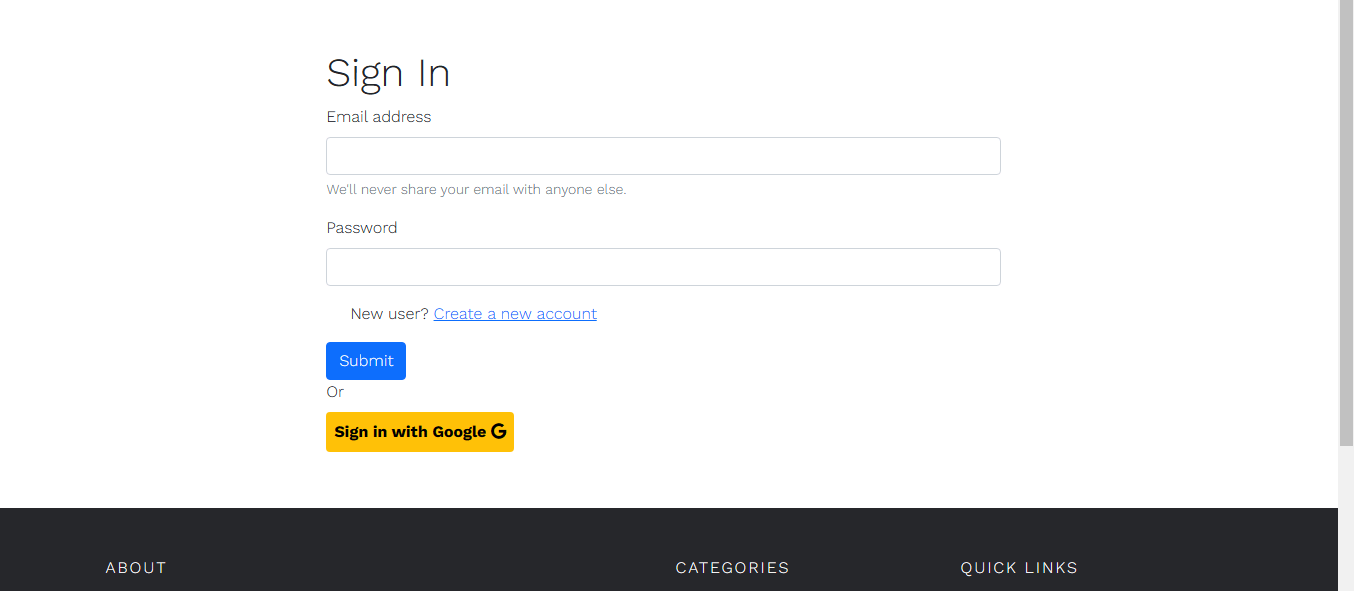 Sign In
Email address
We'll never share your email with anyone else.
Password
New user? Create a new account
Submit
Or
Sign in with Google G
ABOUT CATEGORIES QUICK LINKS